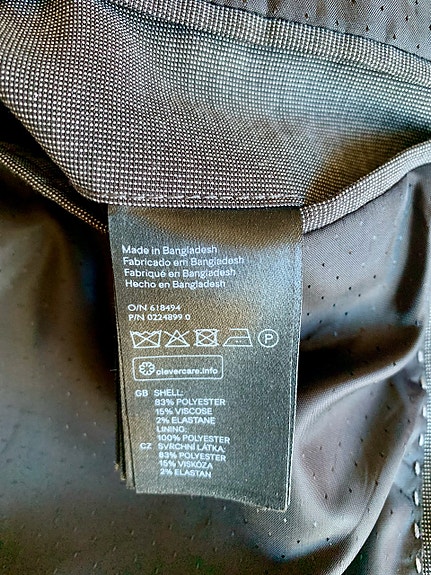 Made in Bangladesh
Fabricado em Bangladesh
Fabriqué en Bangladesh
Hecho en Bangladesh
O/N 618494
P/N 0224899 0
P
clevercare.info
GB SHELL:
83% POLYESTER
15% VISCOSE
2% ELASTANE
LINING:
100% POLYESTER
CZ SVRCHNÍ LÁTKA:
83% POLYESTER
15% VISKÓZA
2% ELASTAN